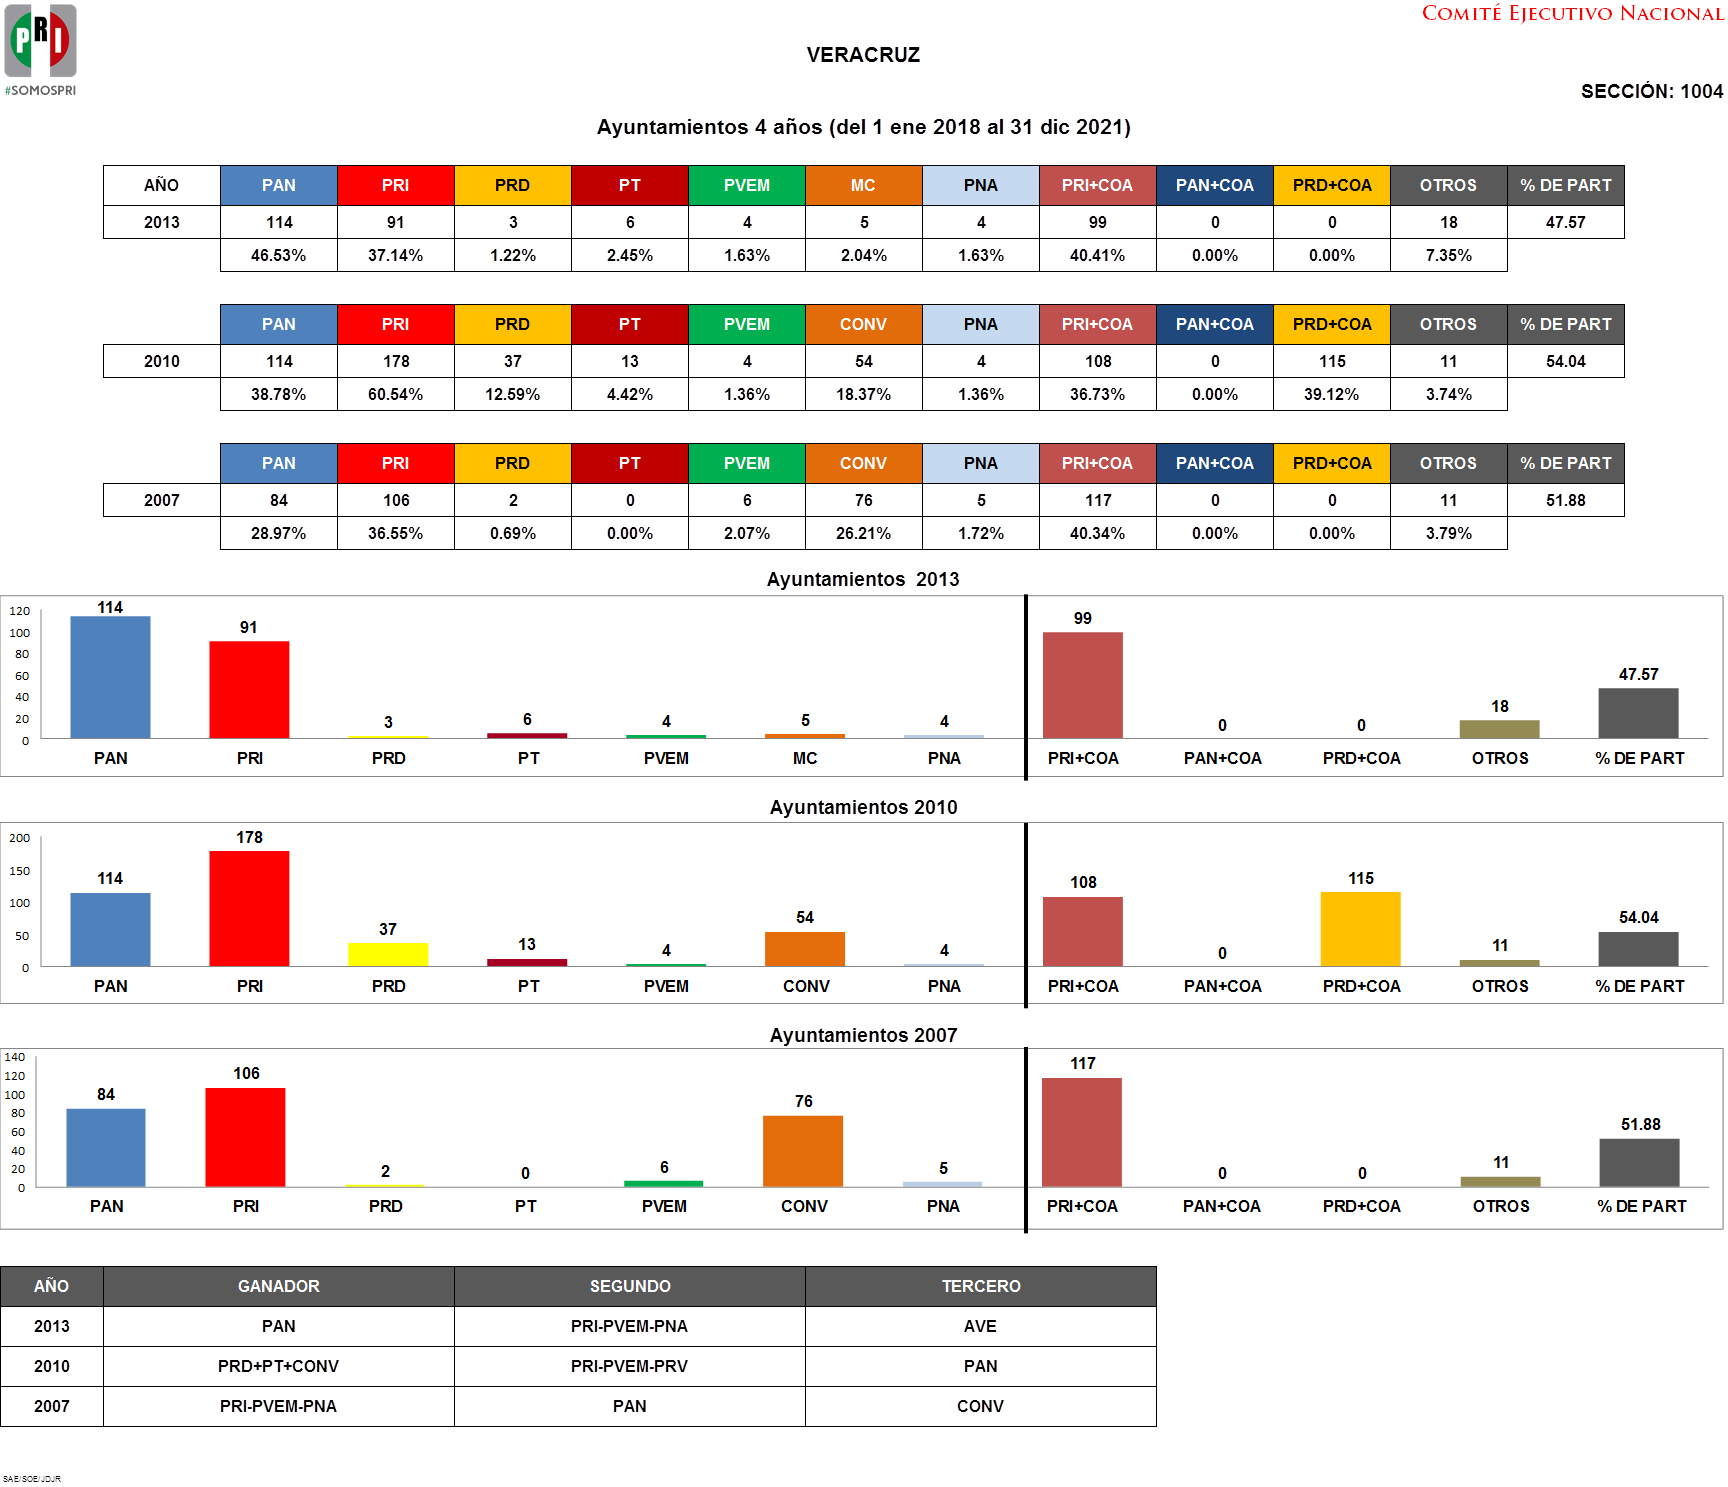 PRI
#SOMOSPRI
COMITÉ EJECUTIVO NACIONAL
VERACRUZ
SECCIÓN: 1004
Ayuntamientos 4 años (del 1 ene 2018 al 31 dic 2021)
AÑO PAN PRI PRD PT PVEM MC PNA PRI+COA PAN+COA PRD+COA OTROS % DE PART
2013 114 91 3 6 4 5 4 99 0 0 18 47.57
46.53% 37.14% 1.22% 2.45% 1.63% 2.04% 1.63% 40.41% 0.00% 0.00% 7.35%
PAN PRI PRD PT PVEM CONV PNA PRI+COA PAN+COA PRD+COA OTROS % DE PART
2010 114 178 37 13 4 54 4 108 0 115 11 54.04
38.78% 60.54% 12.59% 4.42% 1.36% 18.37% 1.36% 36.73% 0.00% 39.12% 3.74%
PAN PRI PRD PT PVEM CONV PNA PRI+COA PAN+COA PRD+COA OTROS % DE PART
2007 84 106 2 0 6 76 5 117 0 0 11 51.88
28.97% 36.55% 0.69% 0.00% 2.07% 26.21% 1.72% 40.34% 0.00% 0.00% 3.79%
Ayuntamientos 2013
120
100
80
60
40
20
0
114 91 3 6 4 5 4 99 0 0 18 47.57
PAN PRI PRD PT PVEM MC PNA PRI+COA PAN+COA PRD+COA OTROS % DE PART
Ayuntamientos 2010
200
150
100
50
0
114 178 37 13 4 54 4 108 0 115 11 54.04
PAN PRI PRD PT PVEM CONV PNA PRI+COA PAN+COA PRD+COA OTROS % DE PART
Ayuntamientos 2007
140
120
100
80
60
40
20
0
84 106 2 0 6 76 5 117 0 0 11 51.88
PAN PRI PRD PT PVEM CONV PNA PRI+COA PAN+COA PRD+COA OTROS % DE PART
AÑO GANADOR SEGUNDO TERCERO
2013 PAN PRI-PVEM-PNA AVE
2010 PRD+PT+CONV PRI-PVEM-PRV PAN
2007 PRI-PVEM-PNA PAN CONV
SAE/SOE/JDJR